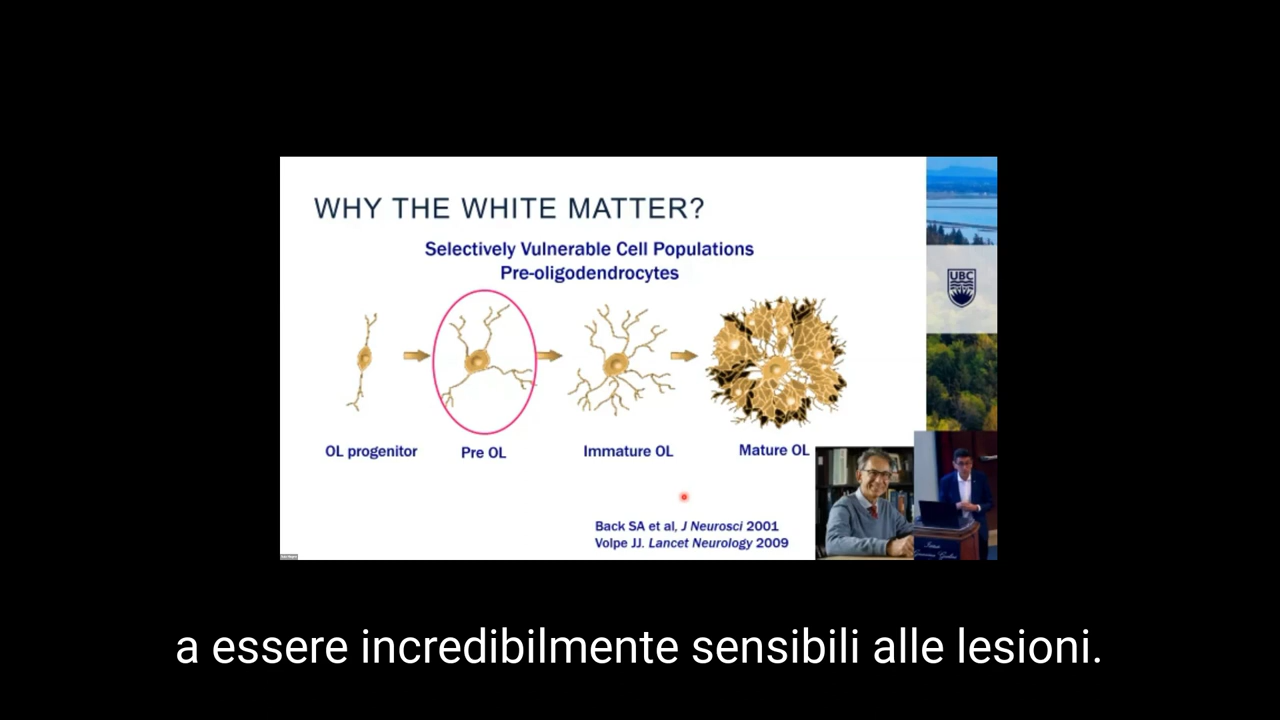 WHY THE WHITE MATTER?
Selectively Vulnerable Cell Populations
Pre-oligodendrocytes
UBC
OL progenitor
Pre OL
Immature OL
Mature OL
Back SA et al, J Neurosci 2001
Volpe JJ. Lancet Neurology 2009
a essere incredibilmente sensibili alle lesioni.